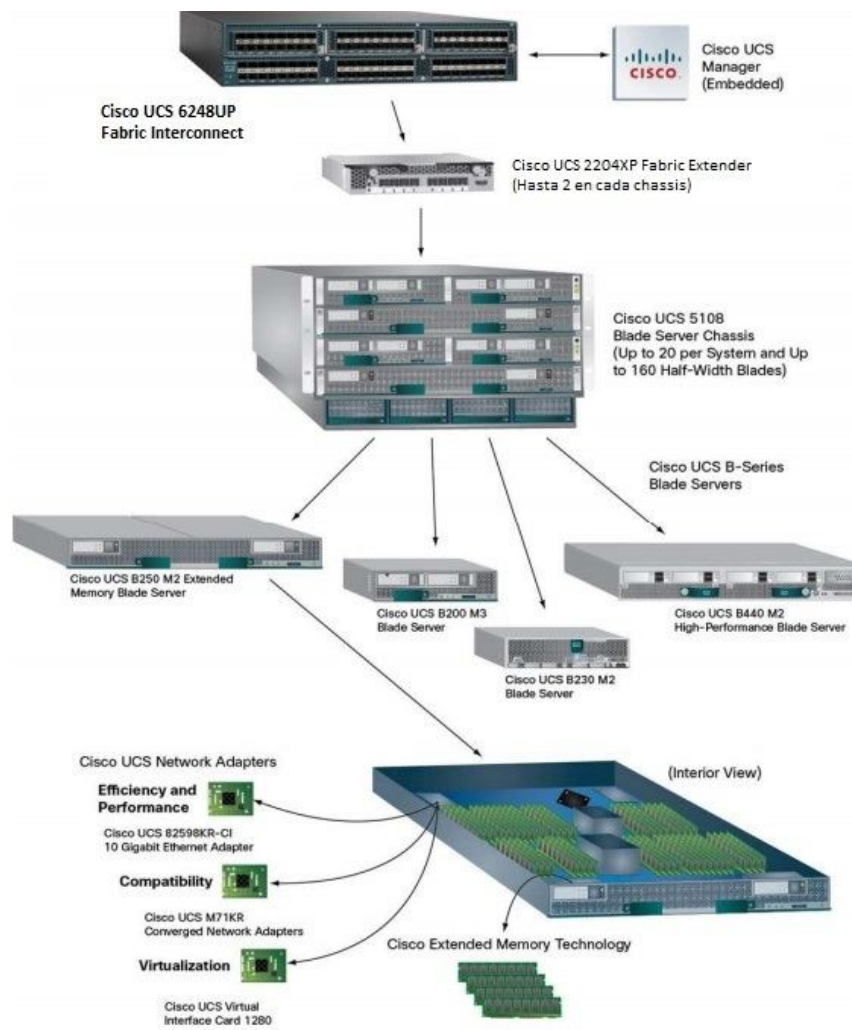 Cisco UCS
Manager
(Embedded)
CISCO.
Cisco UCS 6248UP
Fabric Interconnect
Cisco UCS 2204XP Fabric Extender
(Hasta 2 en cada chassis)
Cisco UCS 5108
Blade Server Chassis
(Up to 20 per System and Up
to 160 Half-Width Blades)
Cisco UCS B-Series
Blade Servers
Cisco UCS B250 M2 Extended
Memory Blade Server
Cisco UCS B200 M3
Blade Server
Cisco UCS B440 M2
High-Performance Blade Server
Cisco UCS B230 M2
Blade Server
Cisco UCS Network Adapters
(Interior View)
Efficiency and
Performance
Cisco UCS 82598KR-CI
10 Gigabit Ethernet Adapter
Compatibility
Cisco UCS M71KR
Converged Network Adapters
Cisco Extended Memory Technology
Virtualization
Cisco UCS Virtual
Interface Card 1280